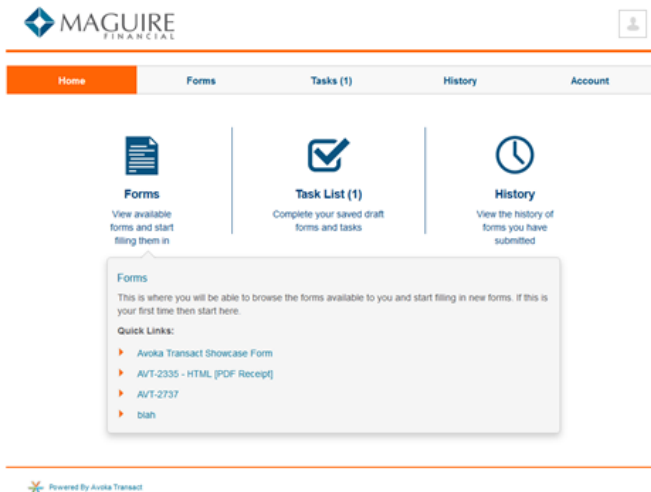 MAGUIRE
FINANCIAL
Home Forms Tasks (1) History Account
Forms
View available
forms and start
filling them in
Task List (1)
Complete your saved draft
forms and tasks
History
View the history of
forms you have
submitted
Forms
This is where you will be able to browse the forms available to you and start filling in new forms. If this is
your first time then start here.
Quick Links:
Avoka Transact Showcase Form
AVT-2335 - HTML [PDF Receipt]
AVT-2737
blah
Powered By Avoka Transact